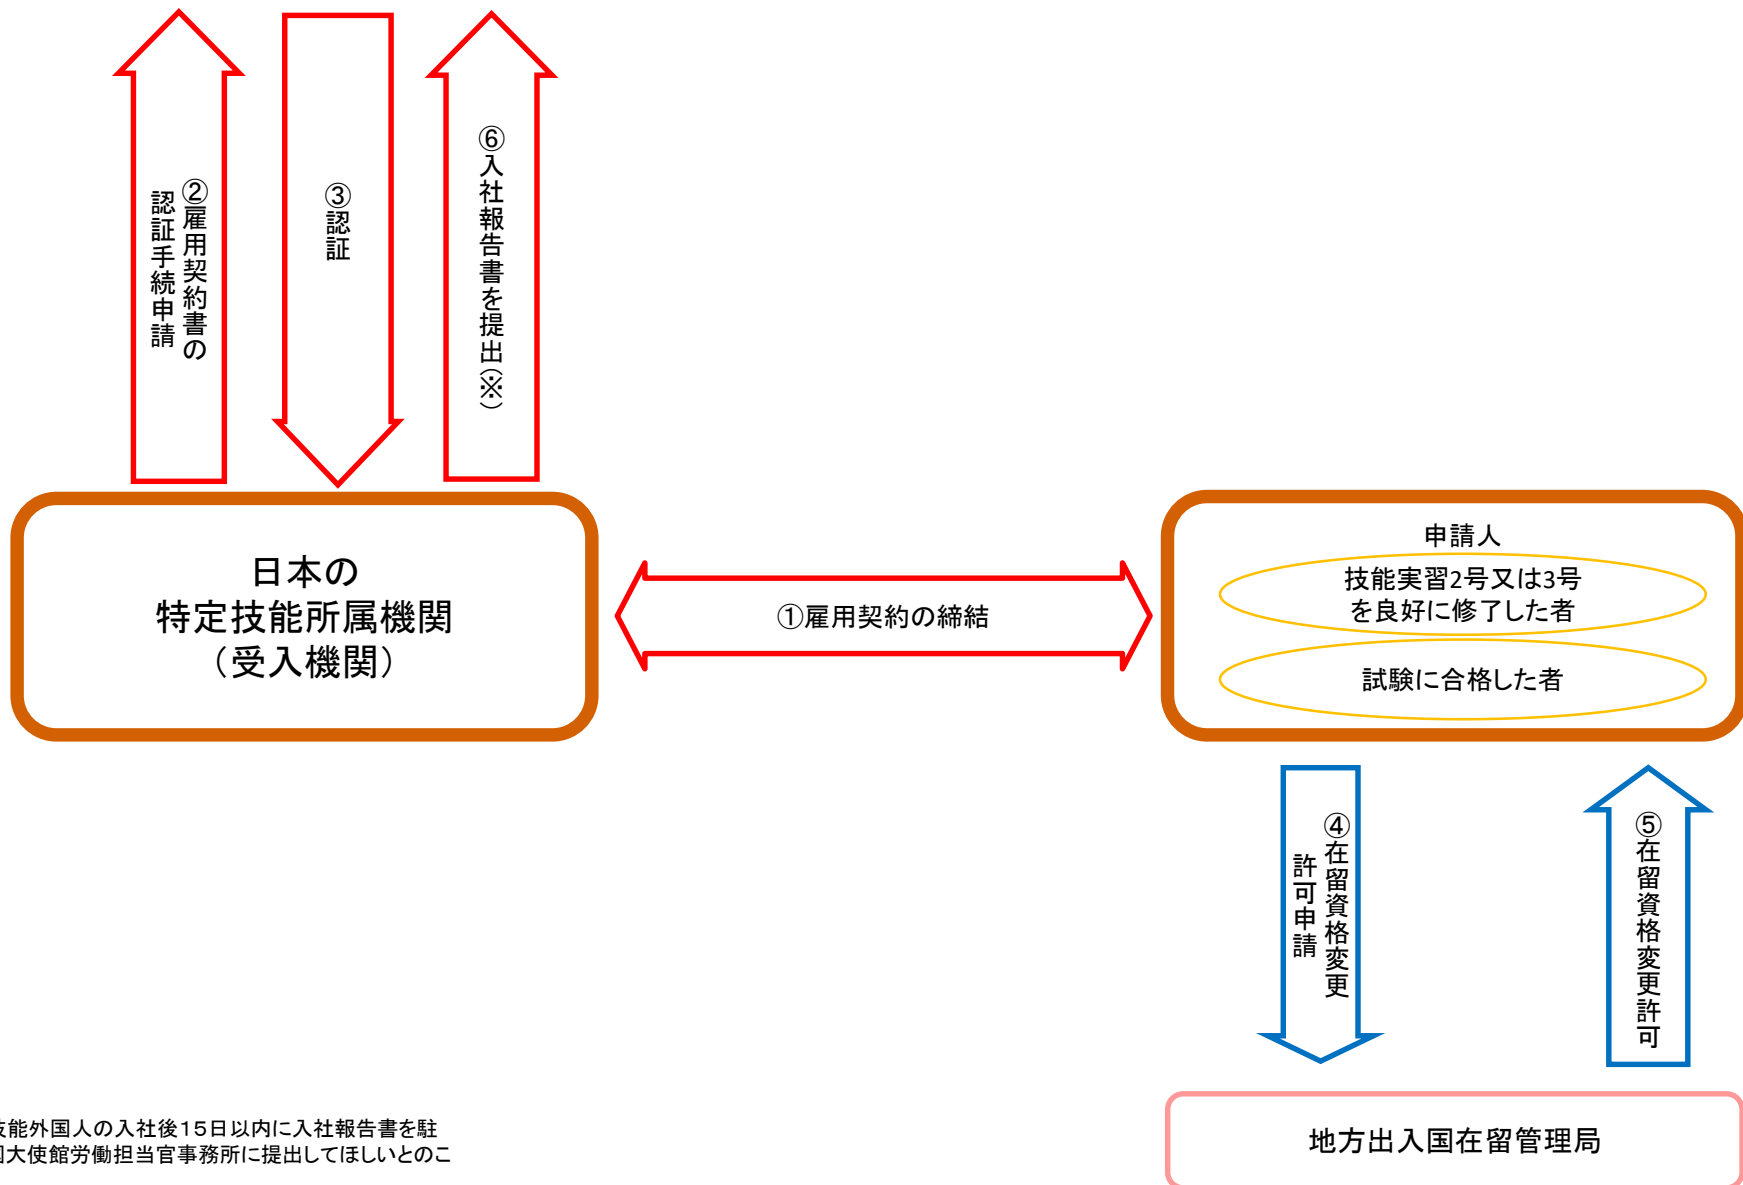 ②雇用契約書の
認証手続申請
③認証
⑥入社報告書を提出(※)
日本の
特定技能所属機関
（受入機関）
①雇用契約の締結
申請人
技能実習2号又は3号
を良好に修了した者
試験に合格した者
④在留資格変更
許可申請
⑤在留資格変更許可
地方出入国在留管理局
技能外国人の入社後１５日以内に入社報告書を駐
国大使館労働担当官事務所に提出してほしいとのこ